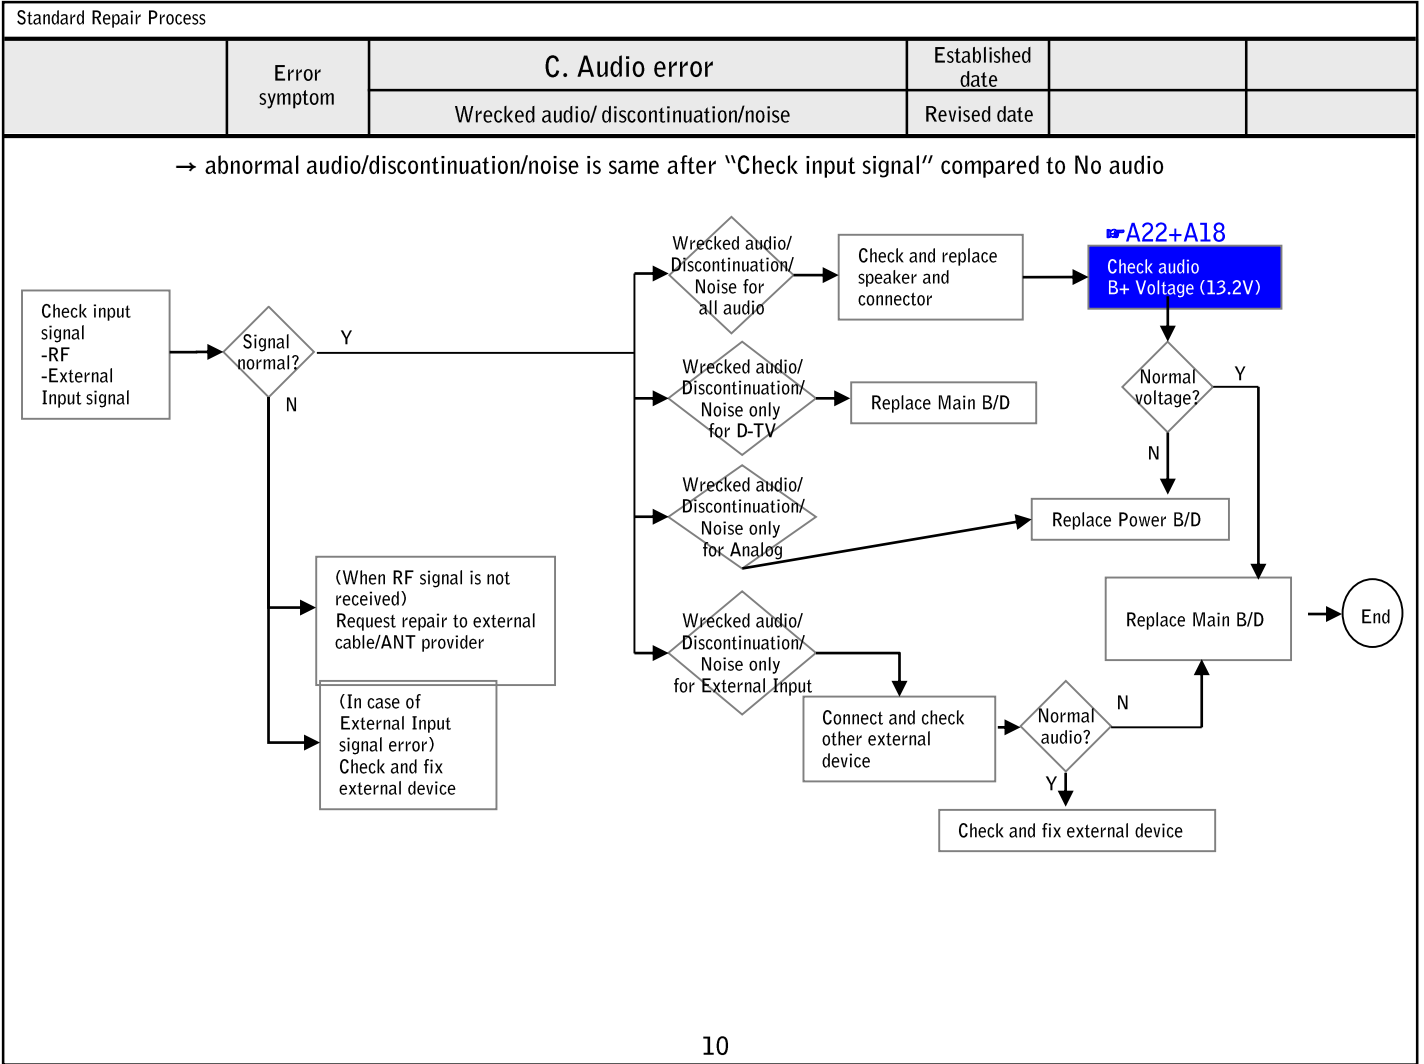 Standard Repair Process
Error
symptom
C. Audio error
Established
date
Wrecked audio/ discontinuation/noise
Revised date
→ abnormal audio/discontinuation/noise is same after “Check input signal” compared to No audio
Check input
signal
-RF
-External
Input signal
Signal
normal?
Y
N
(When RF signal is not
received)
Request repair to external
cable/ANT provider
(In case of
External Input
signal error)
Check and fix
external device
Wrecked audio/
Discontinuation/
Noise for
all audio
Check and replace
speaker and
connector
☞A22+A18
Check audio
B+ Voltage (13.2V)
Normal
voltage?
Y
N
Wrecked audio/
Discontinuation/
Noise only
for D-TV
Replace Main B/D
Wrecked audio/
Discontinuation/
Noise only
for Analog
Replace Power B/D
Replace Main B/D
End
Wrecked audio/
Discontinuation/
Noise only
for External Input
Connect and check
other external
device
Normal
audio?
N
Y
Check and fix external device
10